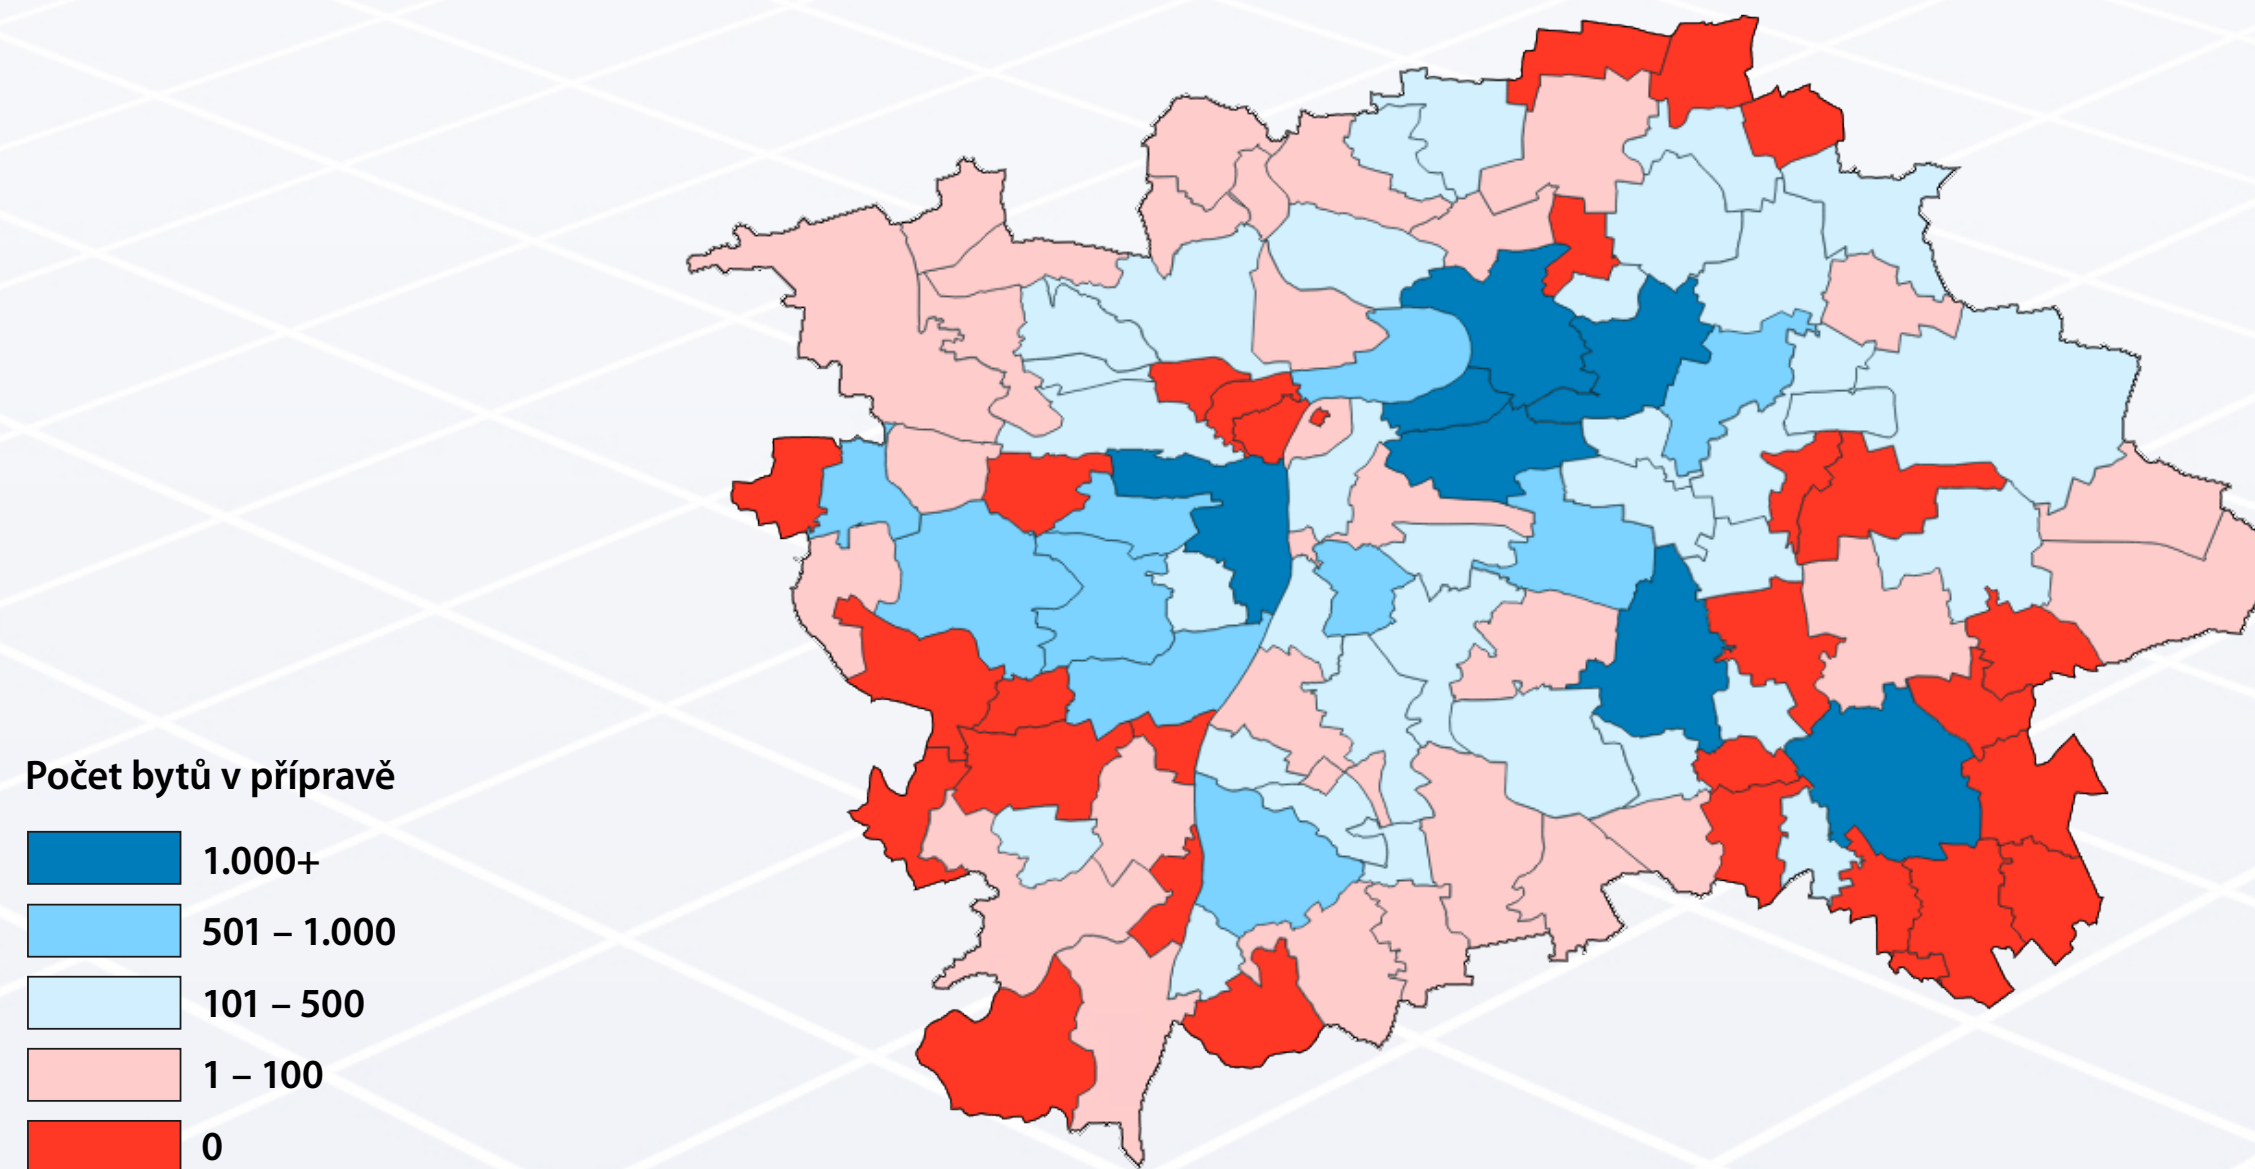 Počet bytů v přípravě
1.000+
501 – 1.000
101 – 500
1 – 100
0